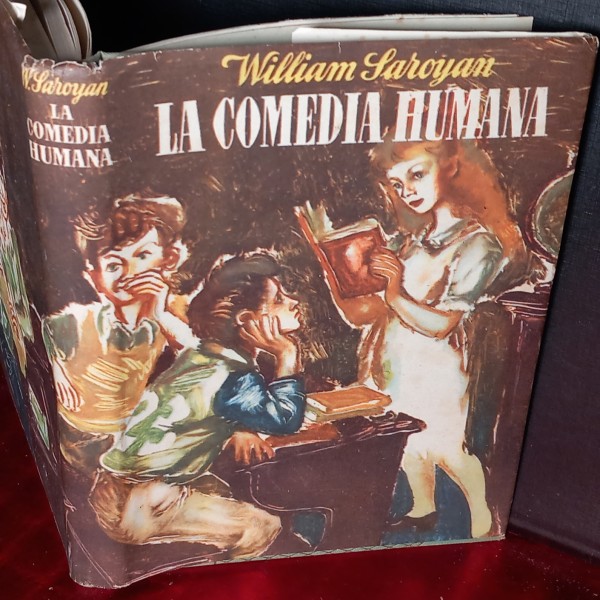 W. Saroyan
LA
COMEDIA
HUMANA
William Saroyan
LA COMEDIA HUMANA